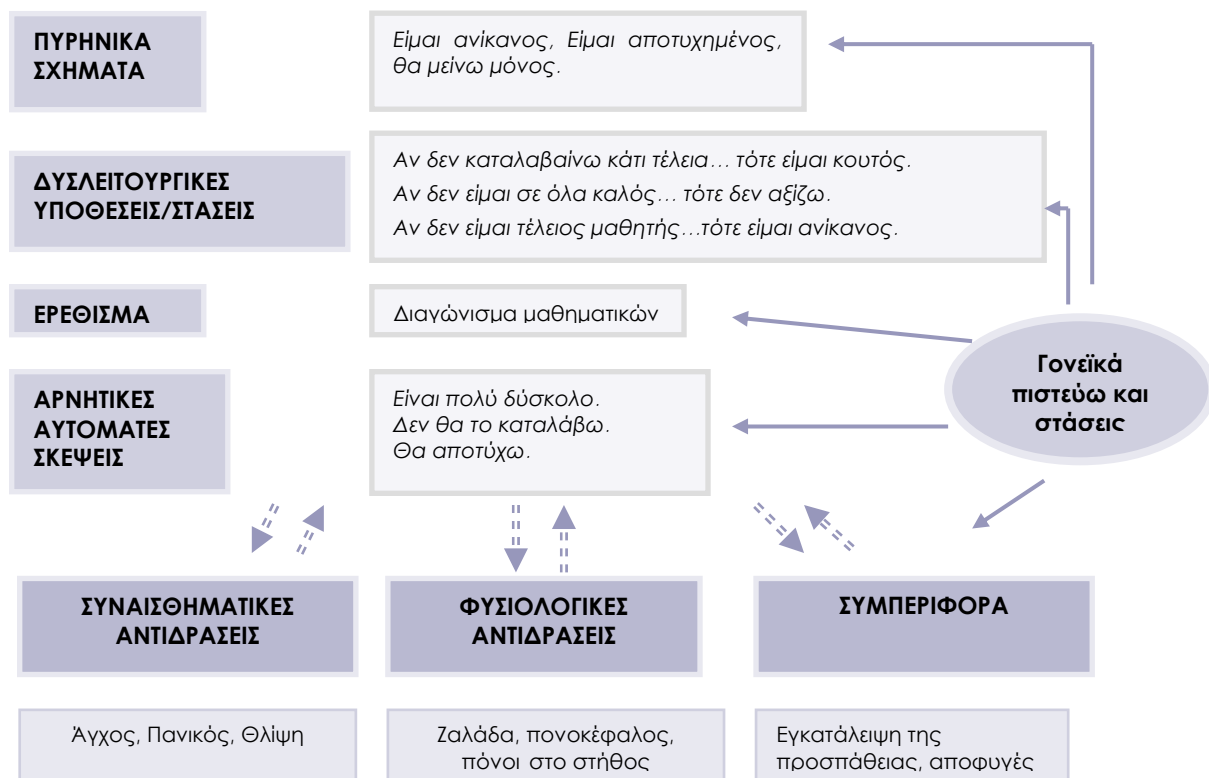 ΠΥΡΗΝΙΚΑ
ΣΧΗΜΑΤΑ
Είμαι ανίκανος, Είμαι αποτυχημένος,
θα μείνω μόνος.
ΔΥΣΛΕΙΤΟΥΡΓΙΚΕΣ
ΥΠΟΘΕΣΕΙΣ/ΣΤΑΣΕΙΣ
Αν δεν καταλαβαίνω κάτι τέλεια… τότε είμαι κουτός.
Αν δεν είμαι σε όλα καλός… τότε δεν αξίζω.
Αν δεν είμαι τέλειος μαθητής…τότε είμαι ανίκανος.
ΕΡΕΘΙΣΜΑ
Διαγώνισμα μαθηματικών
Γονεϊκά
πιστεύω και
στάσεις
ΑΡΝΗΤΙΚΕΣ
ΑΥΤΟΜΑΤΕΣ
ΣΚΕΨΕΙΣ
Είναι πολύ δύσκολο.
Δεν θα το καταλάβω.
Θα αποτύχω.
ΣΥΝΑΙΣΘΗΜΑΤΙΚΕΣ
ΑΝΤΙΔΡΑΣΕΙΣ
ΦΥΣΙΟΛΟΓΙΚΕΣ
ΑΝΤΙΔΡΑΣΕΙΣ
ΣΥΜΠΕΡΙΦΟΡΑ
Άγχος, Πανικός, Θλίψη
Ζαλάδα, πονοκέφαλος,
πόνοι στο στήθος
Εγκατάλειψη της
προσπάθειας, αποφυγές